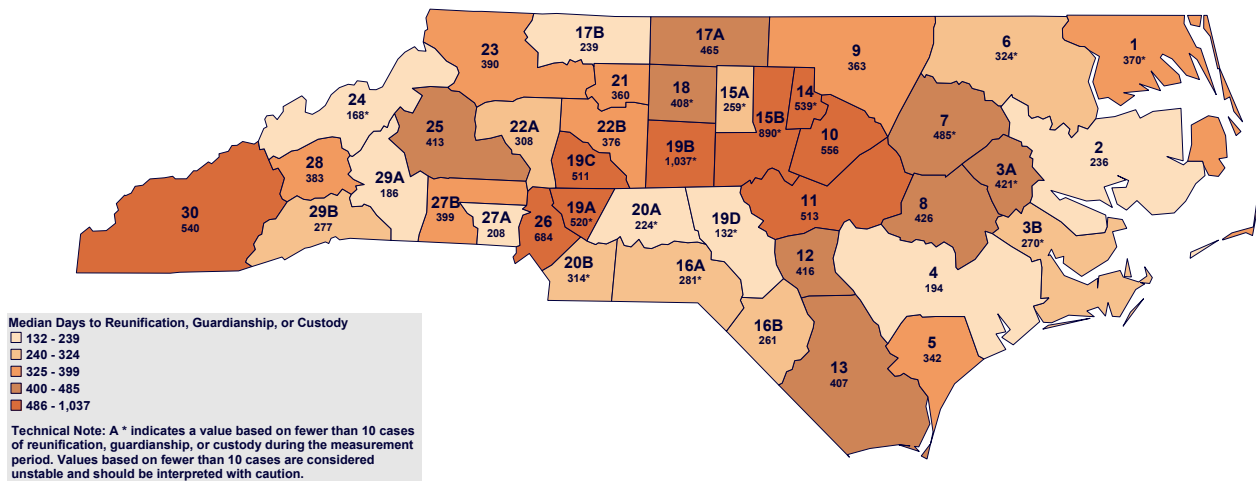 17B
239
17A
465
23
390
9
363
6
324*
1
370*
21
360
18
408*
15A
259*
14
539*
15B
890*
24
168*
25
413
22A
308
22B
376
19B
1,037*
10
556
7
485*
2
236
28
383
29A
186
19C
511
3A
421*
30
540
29B
277
27B
399
27A
208
26
684
19A
520*
20A
224*
19D
132*
11
513
8
426
3B
270*
20B
314*
16A
281*
12
416
4
194
16B
261
13
407
5
342
Median Days to Reunification, Guardianship, or Custody
132 - 239
240 - 324
325 - 399
400 - 485
486 - 1,037
Technical Note: A * indicates a value based on fewer than 10 cases
of reunification, guardianship, or custody during the measurement
period. Values based on fewer than 10 cases are considered
unstable and should be interpreted with caution.